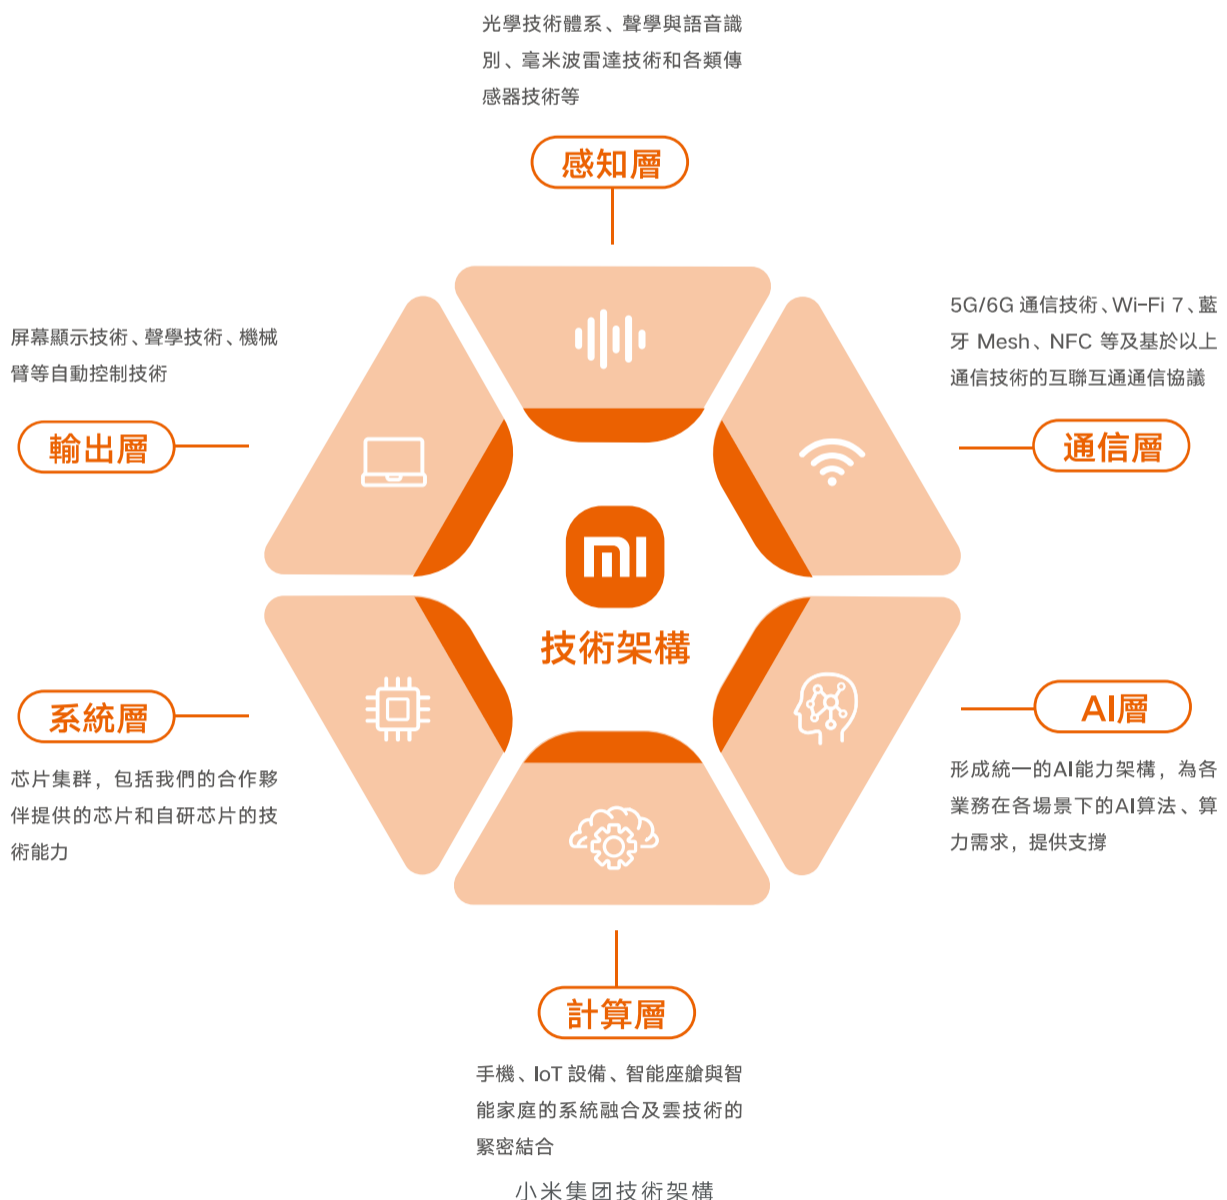 光學技術體系、聲學與語音識
別、毫米波雷達技術和各類傳
感器技術等
感知層
5G/6G 通信技術、Wi-Fi 7、藍
牙 Mesh、NFC 等及基於以上
通信技術的互聯互通通信協議
通信層
屏幕顯示技術、聲學技術、機械
臂等自動控制技術
輸出層
技術架構
系統層
芯片集群，包括我們的合作夥
伴提供的芯片和自研芯片的技
術能力
AI層
形成統一的AI能力架構，為各
業務在各場景下的AI算法、算
力需求，提供支撐
計算層
手機、IoT 設備、智能座艙與智
能家庭的系統融合及雲技術的
緊密結合
小米集团技術架構